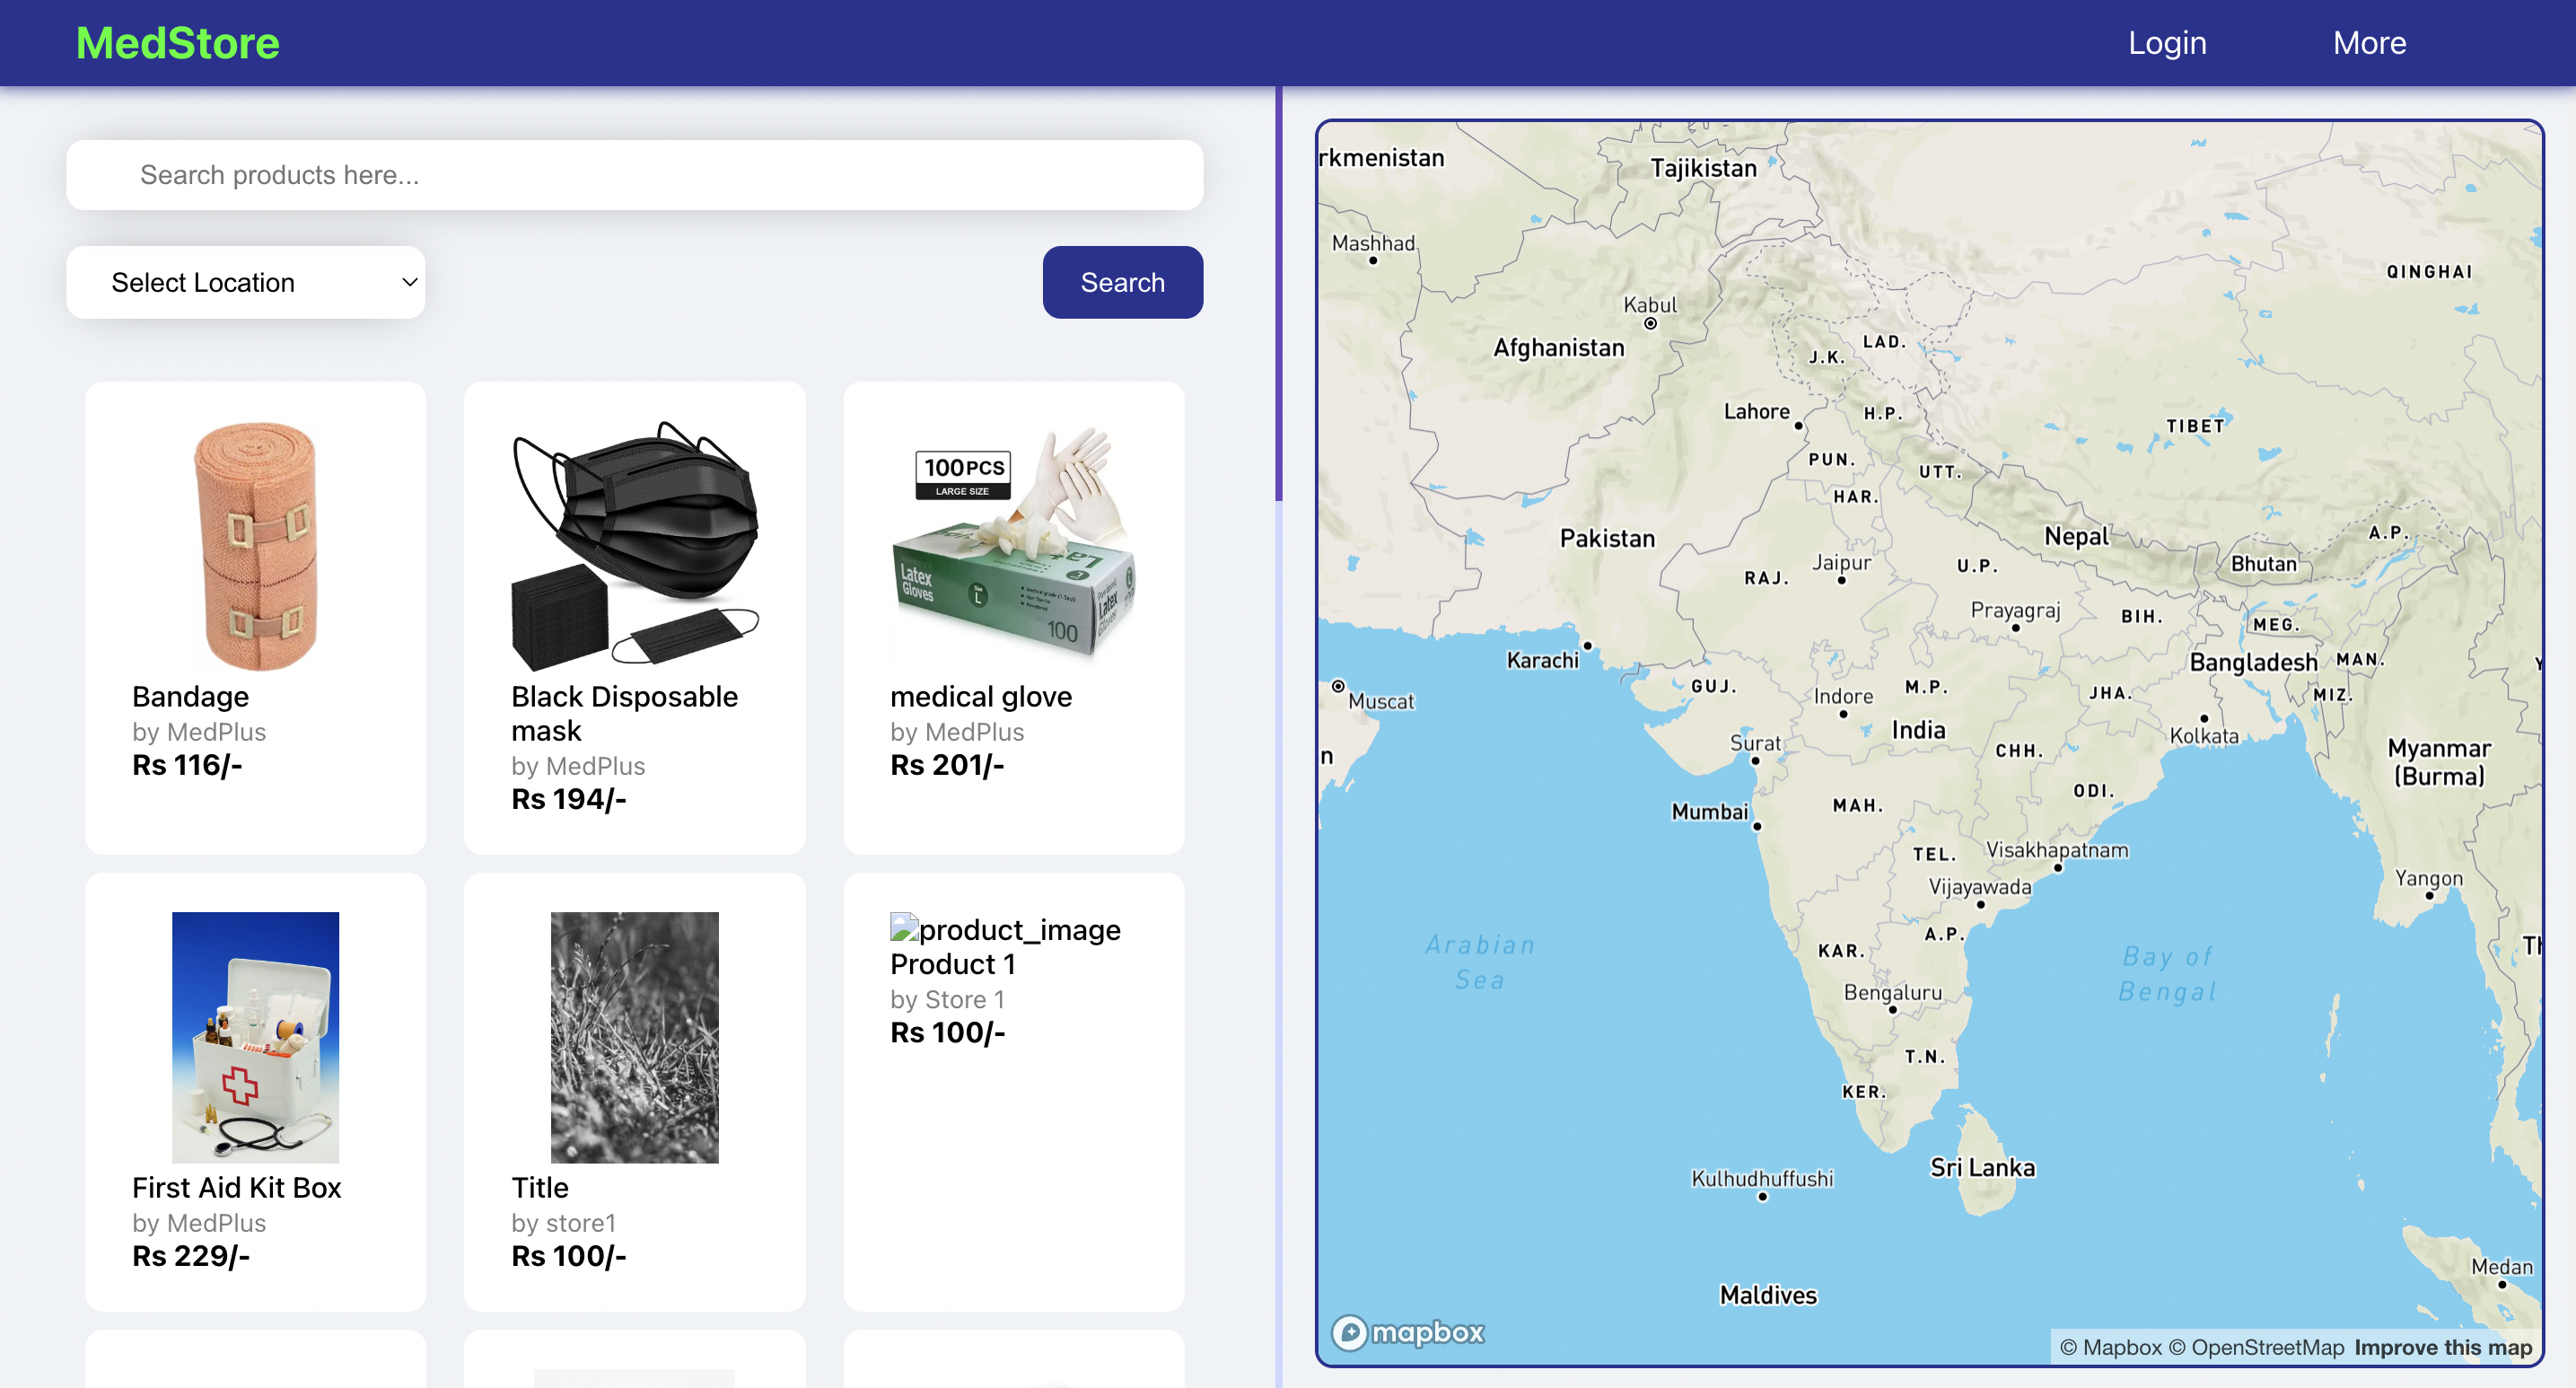 MedStore
Login
More
Search products here...
Select Location
Search
100PCS
LARGE SIZE
Latex
Gloves
L
100
Latex
Gloves
Bandage
by MedPlus
Rs 116/-
Black Disposable
mask
by MedPlus
Rs 194/-
medical glove
by MedPlus
Rs 201/-
First Aid Kit Box
by MedPlus
Rs 229/-
Title
by store1
Rs 100/-
product_image
Product 1
by Store 1
Rs 100/-
rkmenistan
Tajikistan
Mashhad
QINGHAI
Kabul
Afghanistan
LAD.
J.K.
Lahore
H.P.
TIBET
PUN.
UTT.
HAR.
Pakistan
Nepal
A.P.
Jaipur
U.P.
Bhutan
RAJ.
Prayagraj
BIH.
MEG.
Karachi
Bangladesh
MAN.
GUJ.
Indore
M.P.
JHA.
MIZ.
Muscat
India
Kolkata
Surat
CHH.
n
Myanmar
(Burma)
ODI.
MAH.
Mumbai
TEL.
Visakhapatnam
Vijayawada
Yangon
A.P.
KAR.
Arabian
Sea
Bay of
Bengal
Th
Bengaluru
T.N.
KER.
Sri Lanka
Kulhudhuffushi
Medan
Maldives
mapbox
© Mapbox © OpenStreetMap Improve this map